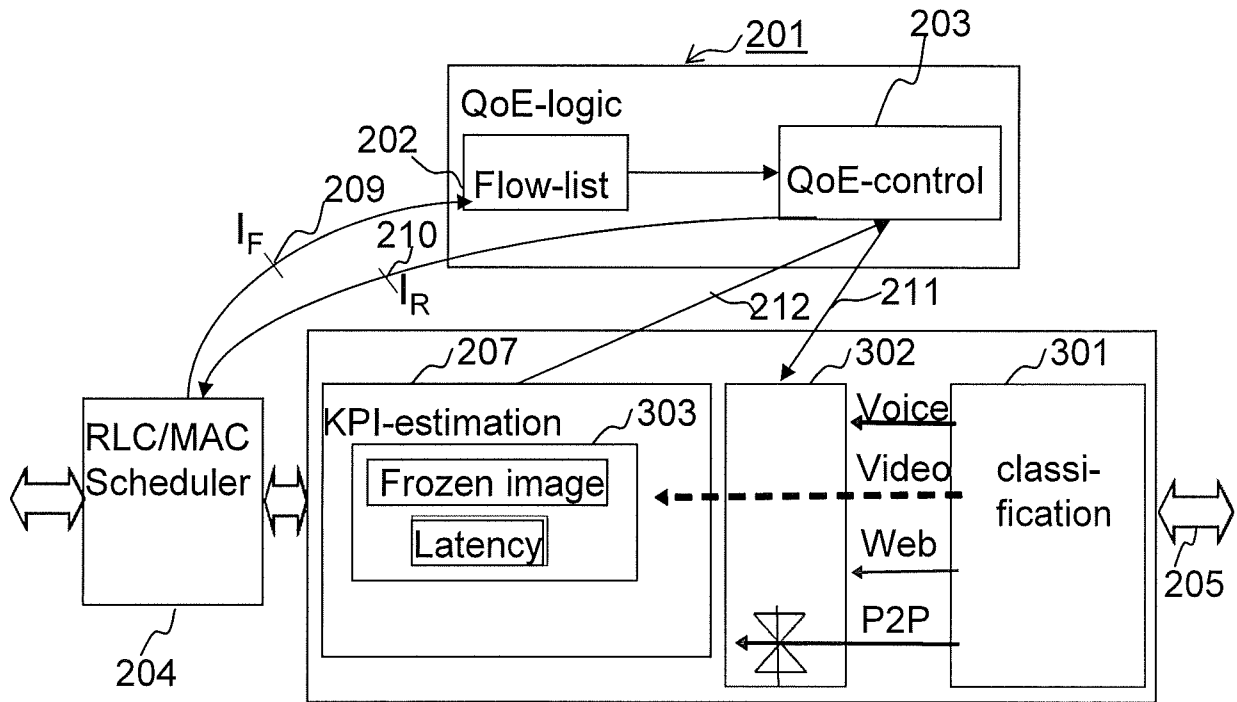 201
203
QoE-logic
202
Flow-list
QoE-control
209
I_F
210
I_R
212
211
207
302
301
KPI-estimation
303
Voice
RLC/MAC
Scheduler
Frozen image
Video
classi-
fication
Latency
Web
205
P2P
204